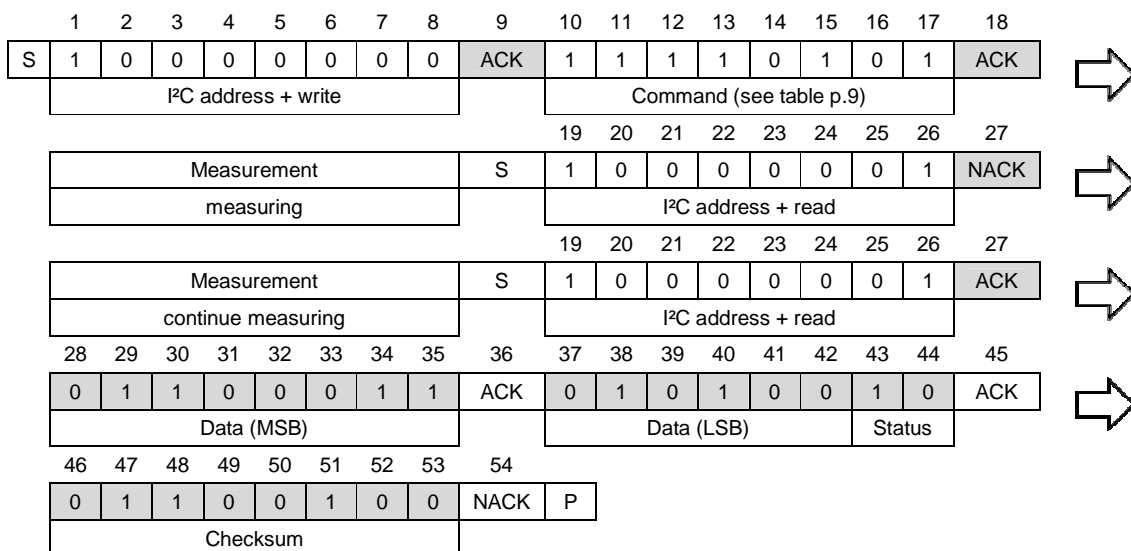 1 2 3 4 5 6 7 8 9 10 11 12 13 14 15 16 17 18
S 1 0 0 0 0 0 0 0 ACK 1 1 1 1 0 1 0 1 ACK
I²C address + write Command (see table p.9)
19 20 21 22 23 24 25 26 27
Measurement S 1 0 0 0 0 0 0 1 NACK
measuring I²C address + read
19 20 21 22 23 24 25 26 27
Measurement S 1 0 0 0 0 0 0 1 ACK
continue measuring I²C address + read
28 29 30 31 32 33 34 35 36 37 38 39 40 41 42 43 44 45
0 1 1 0 0 0 1 1 ACK 0 1 0 1 0 0 1 0 ACK
Data (MSB) Data (LSB) Status
46 47 48 49 50 51 52 53 54
0 1 1 0 0 1 0 0 NACK P
Checksum